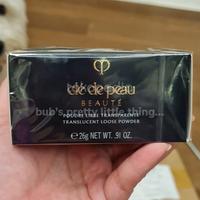 clé de peau
BEAUTÉ
bub's pretty little thing...
POUDRE LIBRE TRANSPARENTE
TRANSLUCENT LOOSE POWDER
26g NET WT. .91 OZ.